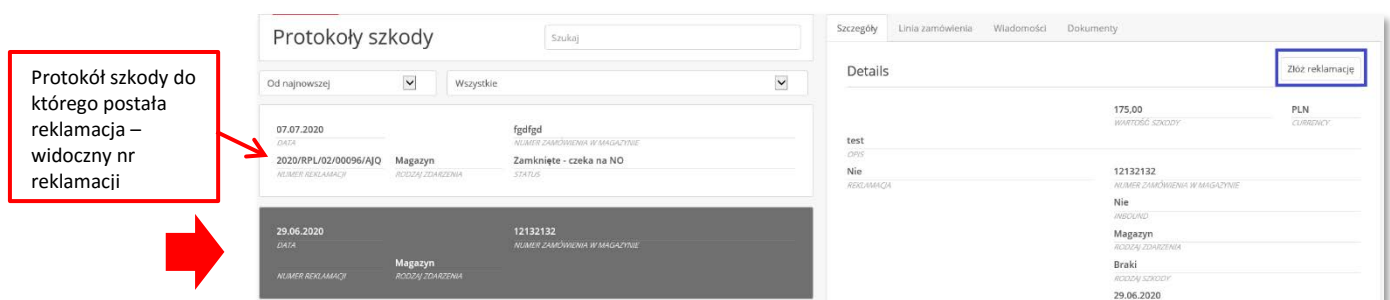 Protokół szkody do
którego postała
reklamacja –
widoczny nr
reklamacji
Protokoły szkody
Szukaj
Od najnowszej
Wszystkie
07.07.2020
DATA
fgdfgd
NUMER ZAMÓWIENIA W MAGAZYNIE
2020/RPL/02/00096/AJQ
NUMER REKLAMACJI
Magazyn
RODZAJ ZDARZENIA
Zamknięte - czeka na NO
STATUS
29.06.2020
DATA
12132132
NUMER ZAMÓWIENIA W MAGAZYNIE
NUMER REKLAMACJI
Magazyn
RODZAJ ZDARZENIA
Szczegóły
Linia zamówienia
Wiadomości
Dokumenty
Details
Złóż reklamację
175,00
WARTOŚĆ SZKODY
PLN
CURRENCY
test
OPIS
Nie
REKLAMACJA
12132132
NUMER ZAMÓWIENIA W MAGAZYNIE
Nie
INBOUND
Magazyn
RODZAJ ZDARZENIA
Braki
RODZAJ SZKODY
29.06.2020